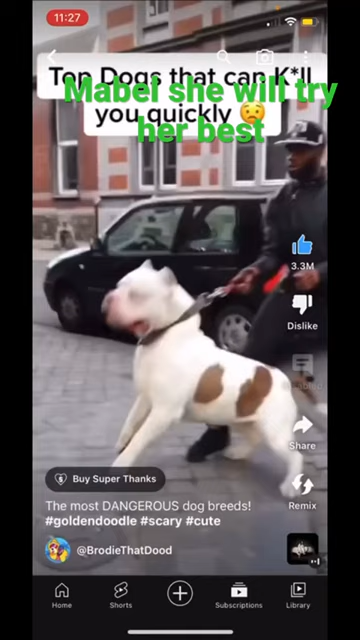 11:27
Top Dogs that can K*ll
you quickly 😟
Mabel she will try
her best
3.3M
Dislike
Share
Remix
Buy Super Thanks
The most DANGEROUS dog breeds!
#goldendoodle #scary #cute
@BrodieThatDood
Home
Shorts
Subscriptions
Library